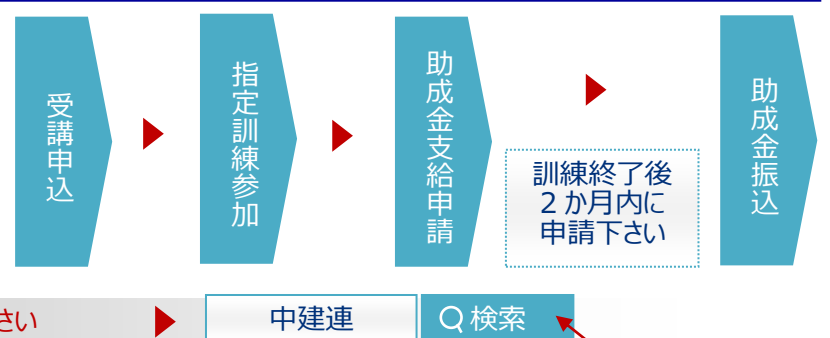 受講申込
指定訓練参加
助成金支給申請
訓練終了後
2か月内に
申請下さい
助成金振込
さい
中建連
検索